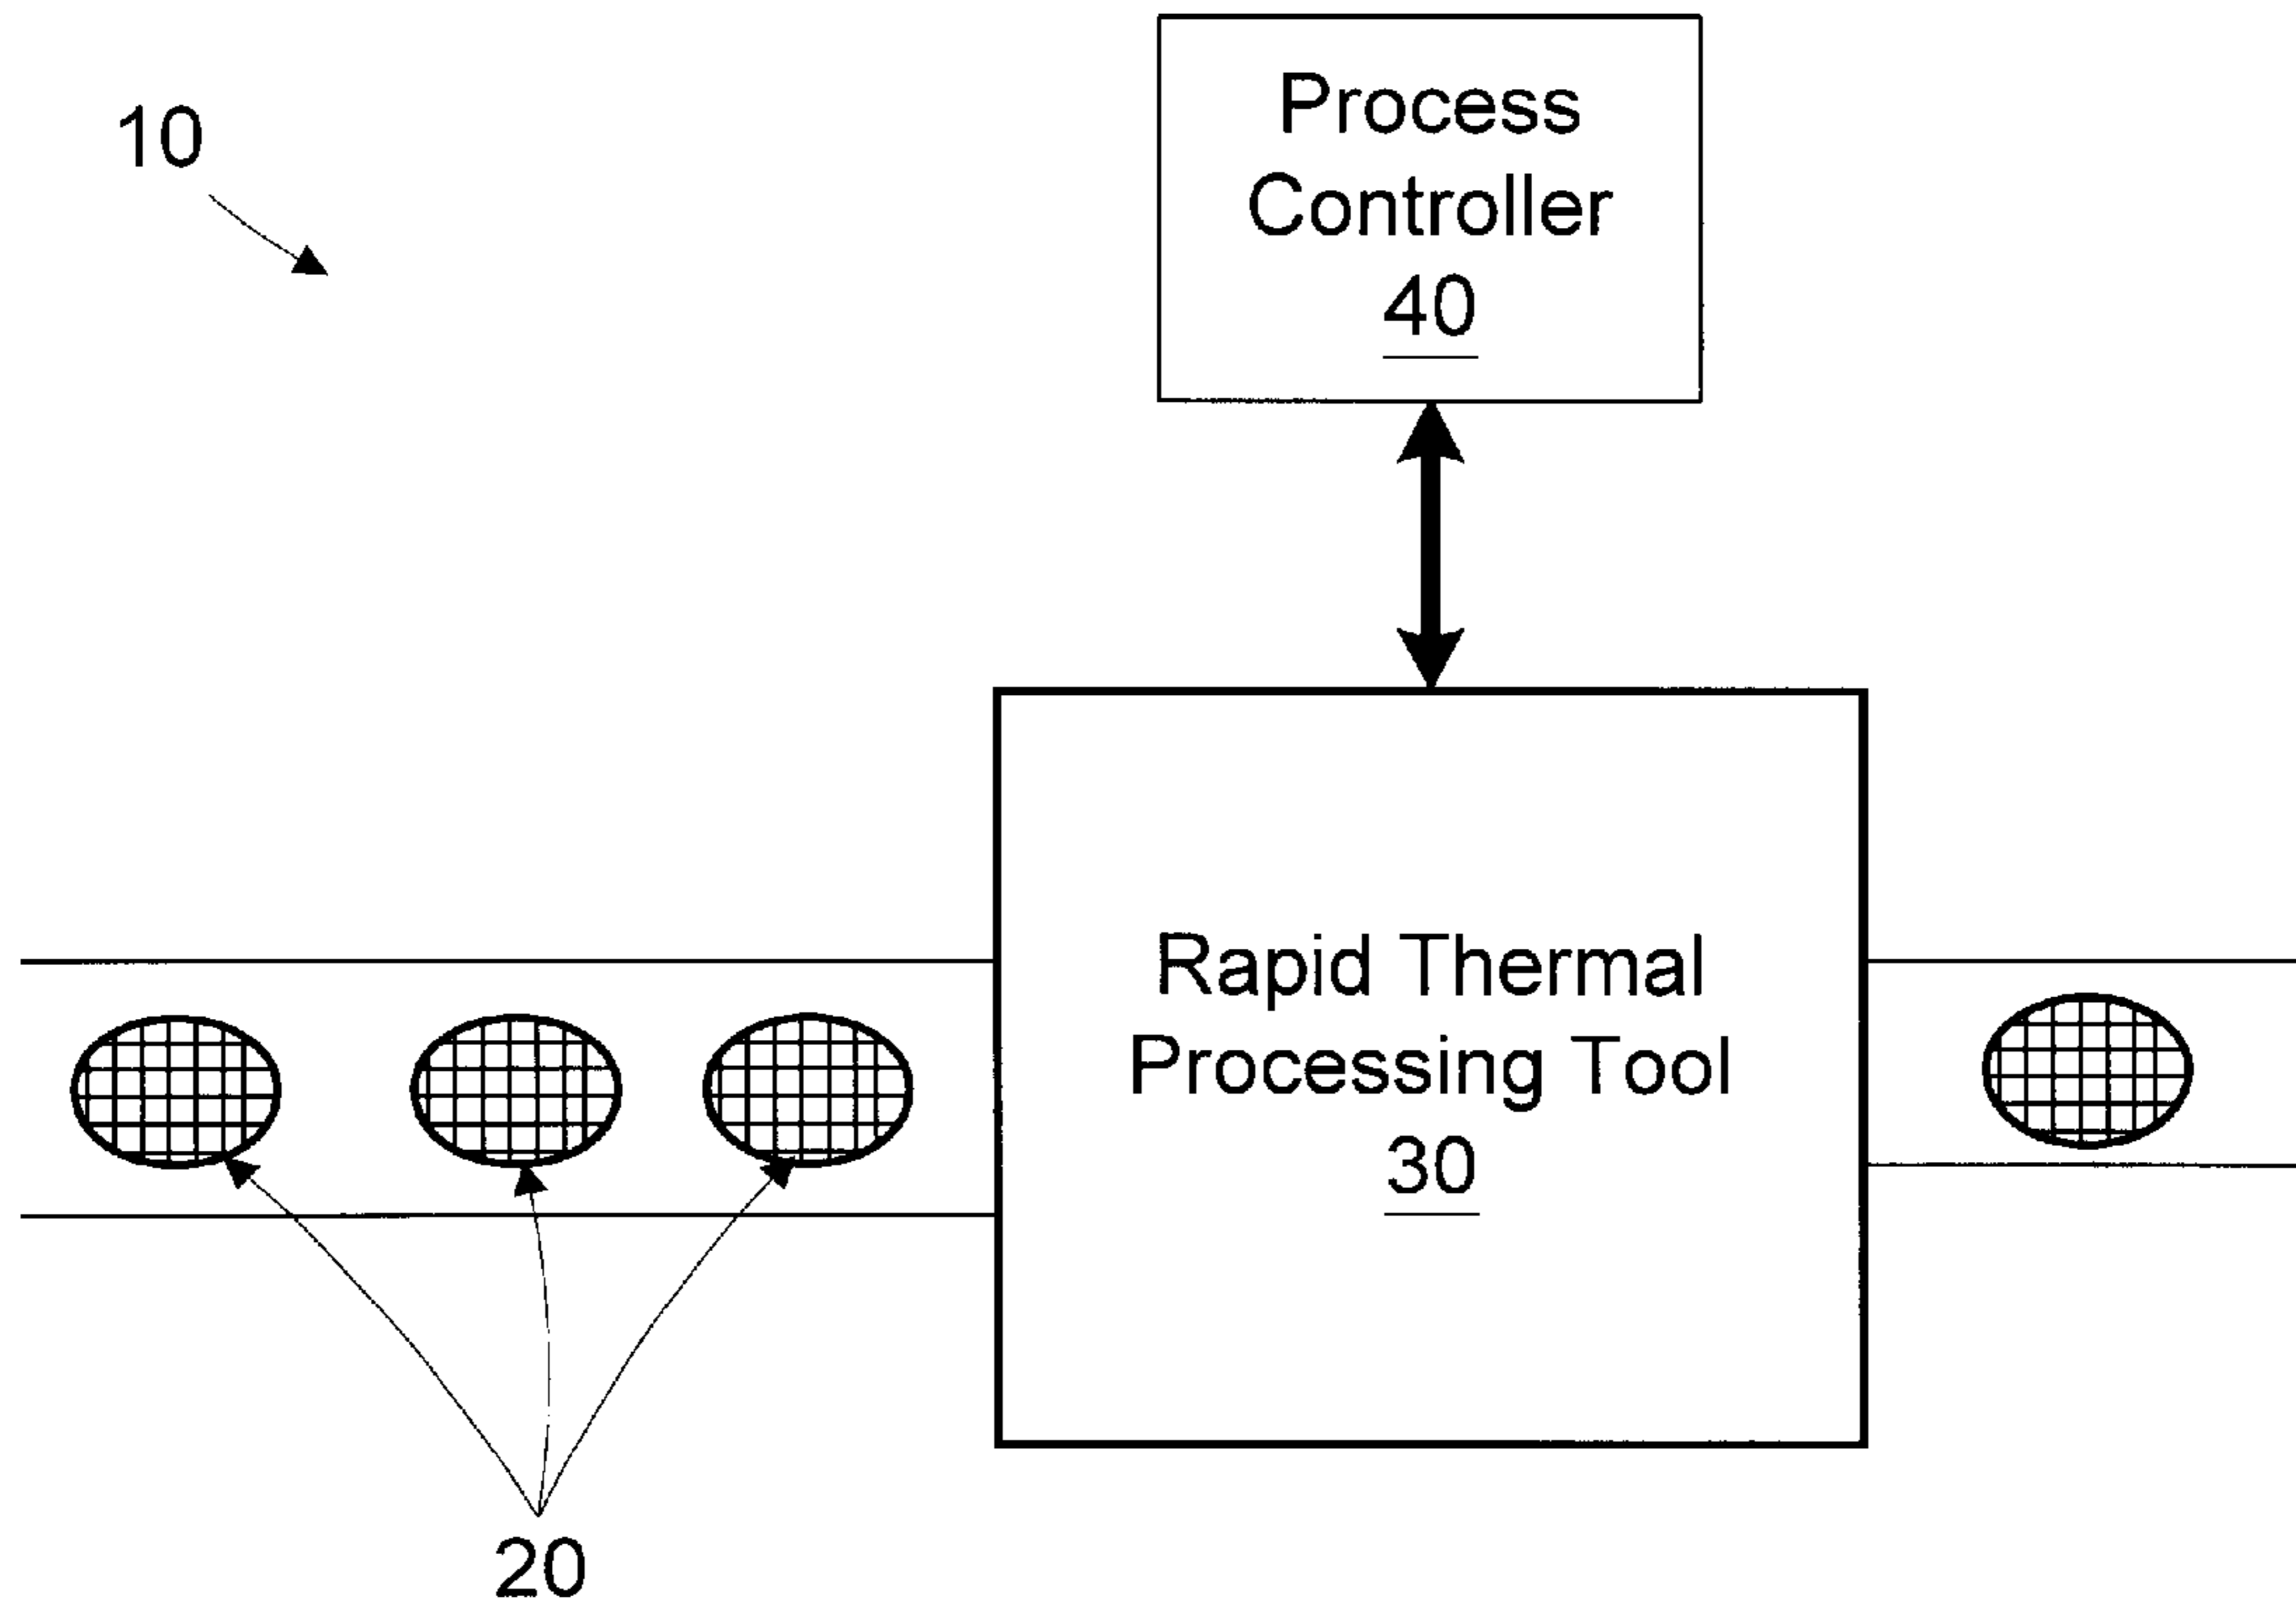 10
Process
Controller
40
Rapid Thermal
Processing Tool
30
20